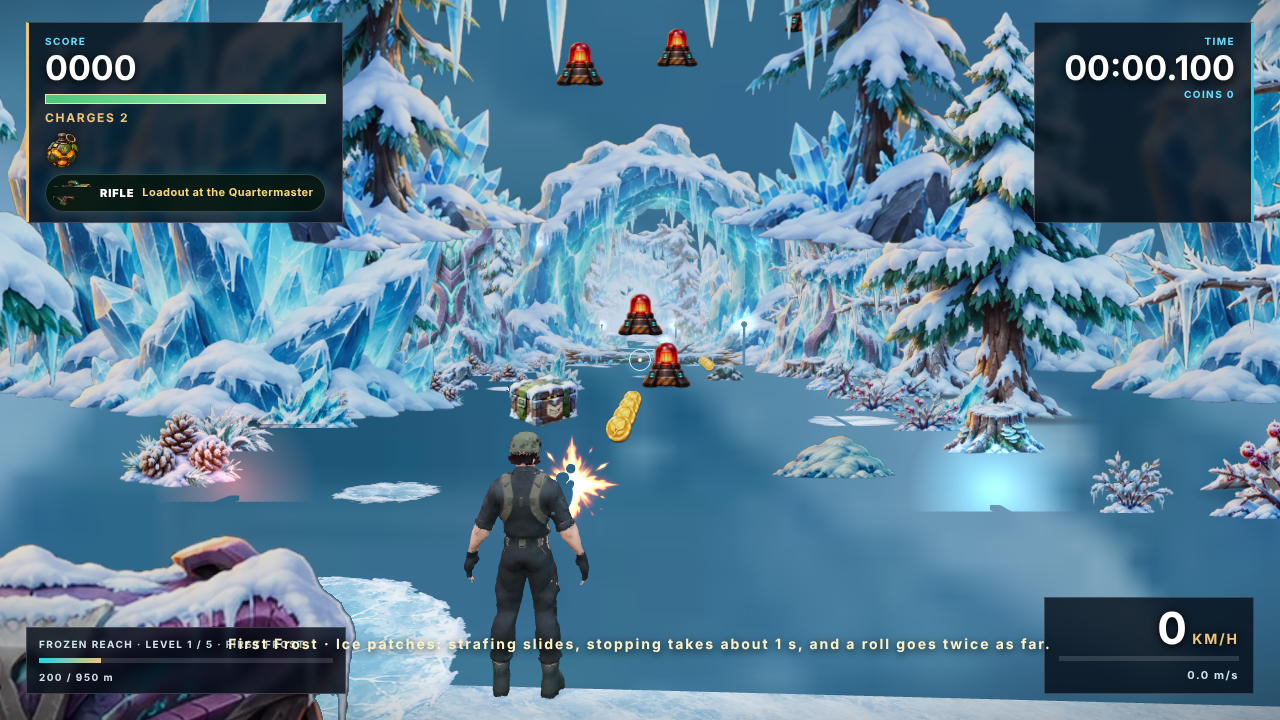 SCORE
0000
CHARGES 2
RIFLE Loadout at the Quartermaster
TIME
00:00.100
COINS 0
FROZEN REACH · LEVEL 1 / 5 ·
First Frost · Ice patches: strafing slides, stopping takes about 1 s, and a roll goes twice as far.
200 / 950 m
0 KM/H
0.0 m/s